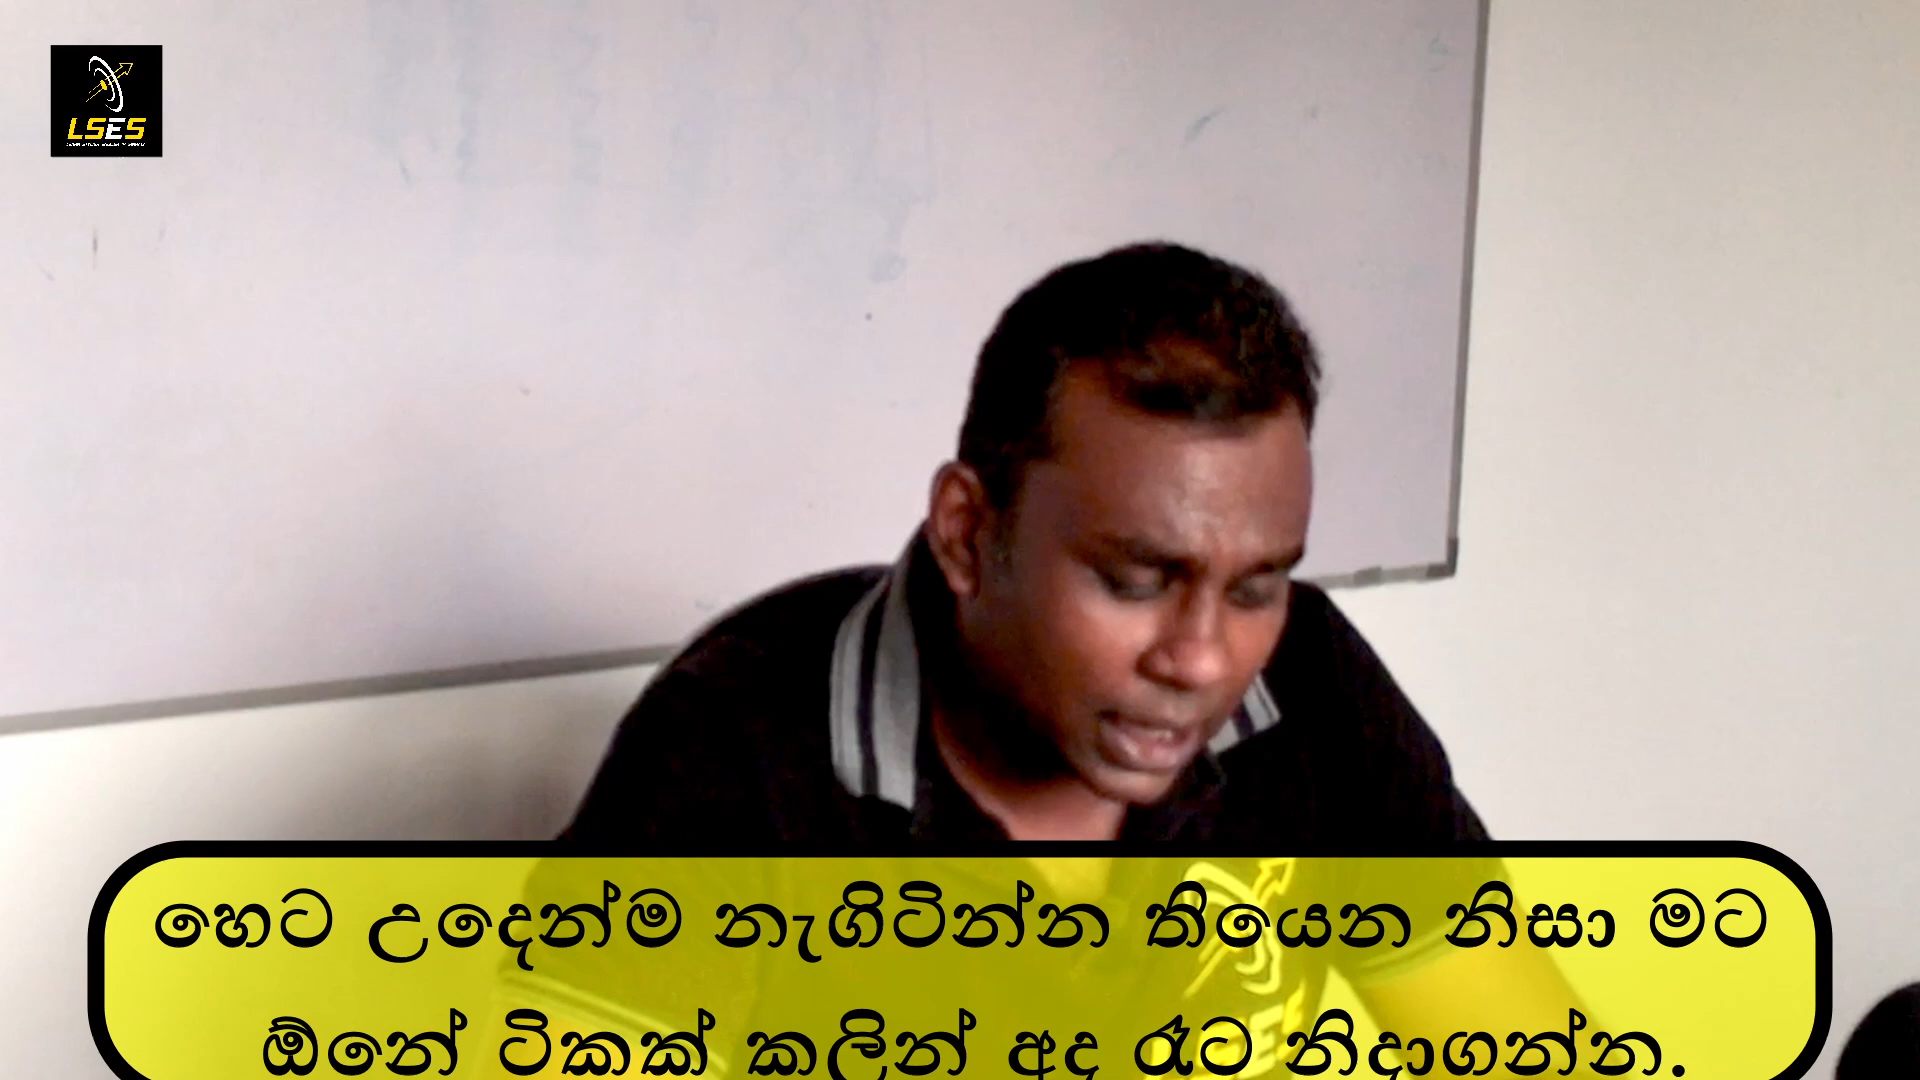 LSES
හෙට උදෙන්ම නැගිටින්න තියෙන නිසා මට
ඕනේ ටිකක් කලින් අද රෑට නිදාගන්න.